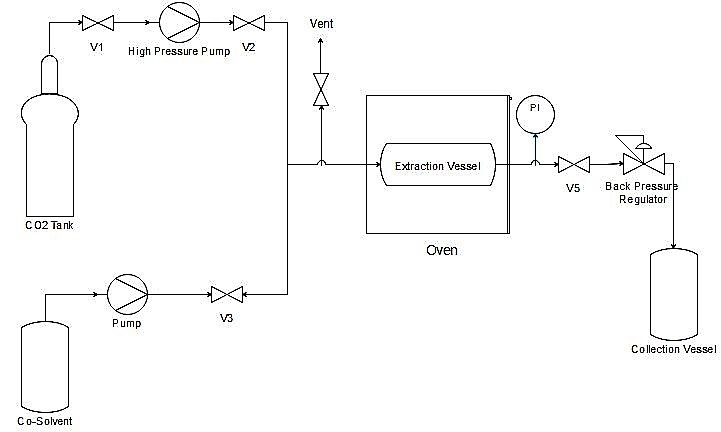 Vent
V1
High Pressure Pump
V2
PI
Extraction Vessel
V5
Back Pressure
Regulator
CO2 Tank
Oven
Pump
V3
Collection Vessel
Co-Solvent